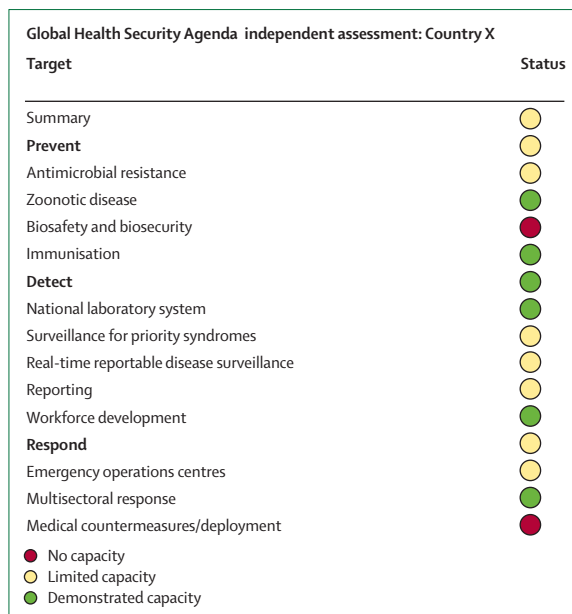 Global Health Security Agenda independent assessment: Country X
Target Status
Summary
Prevent
Antimicrobial resistance
Zoonotic disease
Biosafety and biosecurity
Immunisation
Detect
National laboratory system
Surveillance for priority syndromes
Real-time reportable disease surveillance
Reporting
Workforce development
Respond
Emergency operations centres
Multisectoral response
Medical countermeasures/deployment
No capacity
Limited capacity
Demonstrated capacity